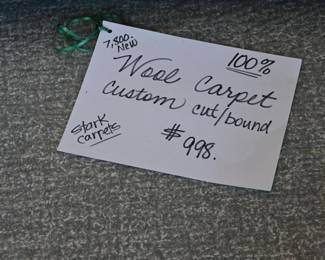 7,800.
New
100%
Wool Carpet
custom cut/bound
Stark
carpets
$998.